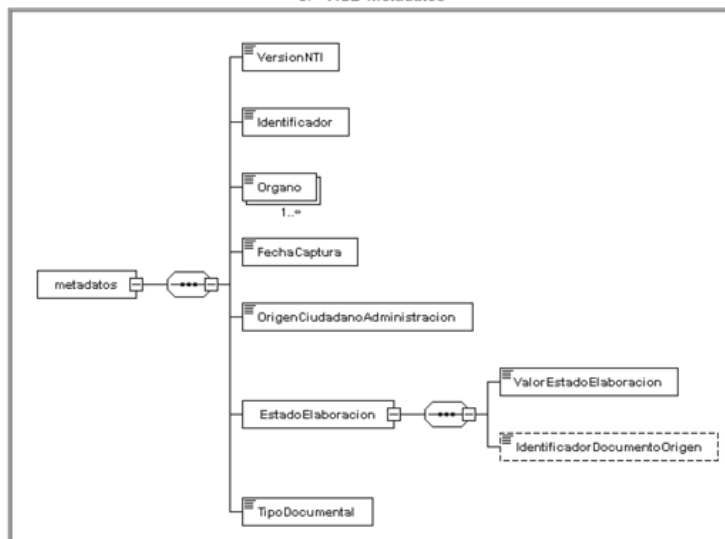 VersionNTI
Identificador
Organo
1..∞
FechaCaptura
metadatos
OrigenCiudadanoAdministracion
ValorEstadoElaboracion
EstadoElaboracion
IdentificadorDocumentoOrigen
TipoDocumental